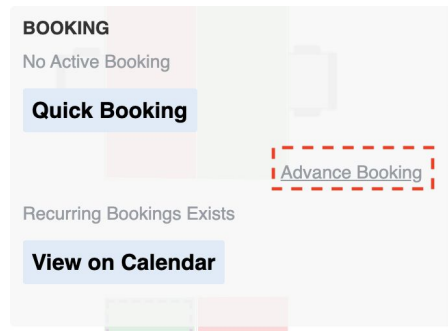 BOOKING
No Active Booking
Quick Booking
Advance Booking
Recurring Bookings Exists
View on Calendar